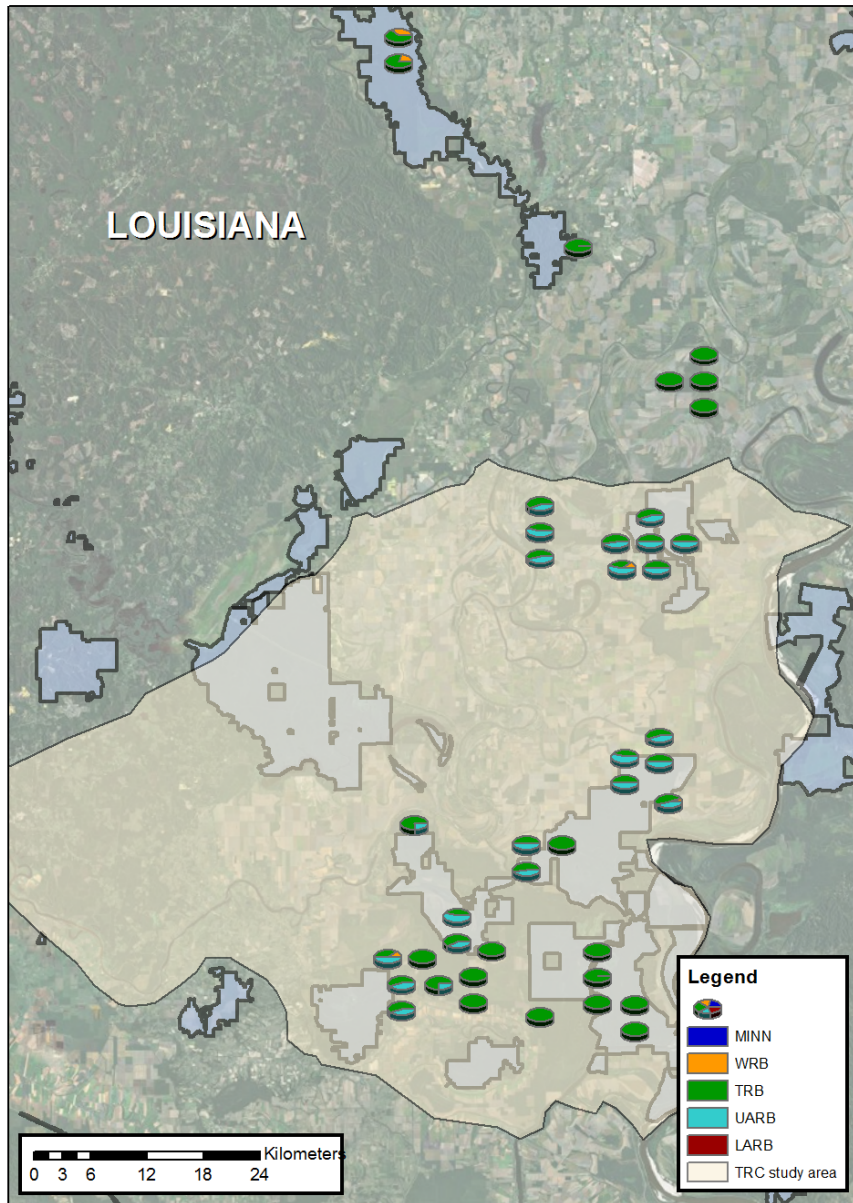 LOUISIANA
Legend
MINN
WRB
TRB
UARB
LARB
TRC study area
Kilometers
0 3 6 12 18 24